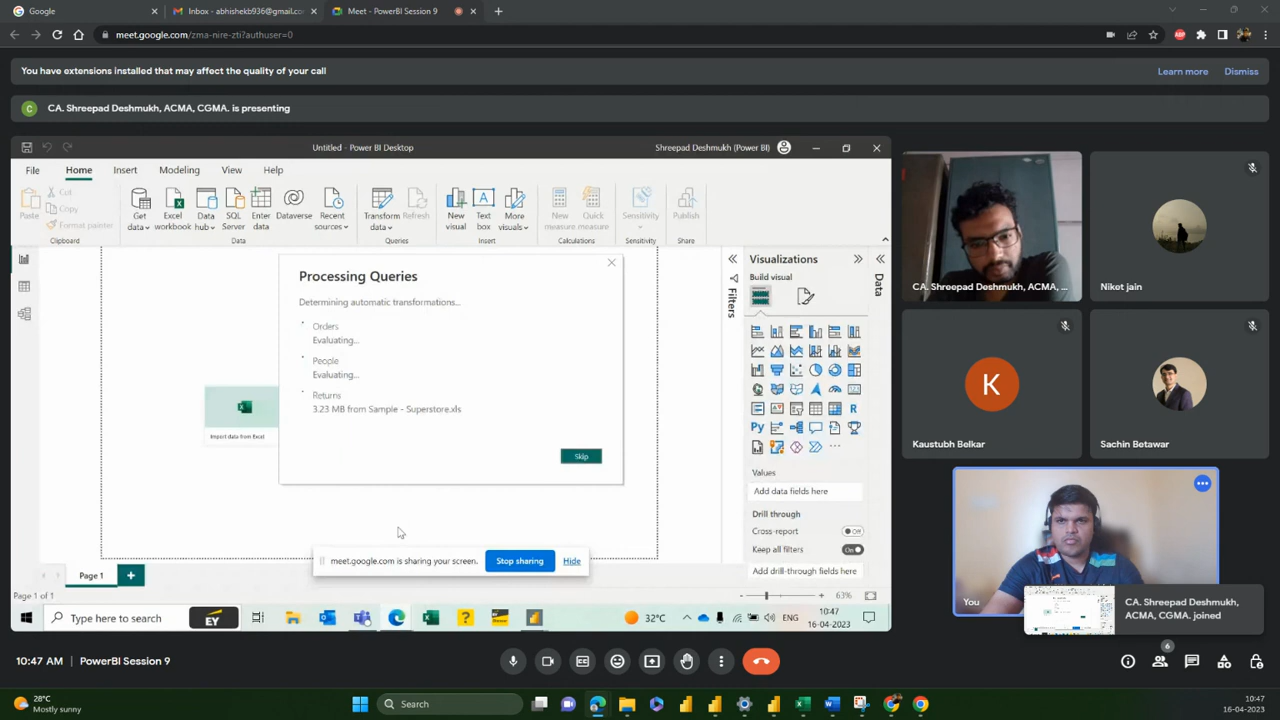 Google
Inbox - abhishekb936@gmail.co
Meet - PowerBI Session 9
meet.google.com/zma-nire-zti?authuser=0
You have extensions installed that may affect the quality of your call
Learn more
Dismiss
C
CA. Shreepad Deshmukh, ACMA, CGMA. is presenting
Untitled - Power BI Desktop
Shreepad Deshmukh (Power BI)
File
Home
Insert
Modeling
View
Help
Paste
Cut
Copy
Format painter
Get data
Excel workbook
Data hub
SQL Server
Enter data
Dataverse
Recent sources
Transform data
Refresh
New visual
Text box
More visuals
New measure
Quick measure
Sensitivity
Publish
Clipboard
Data
Queries
Insert
Calculations
Sensitivity
Share
Processing Queries
Determining automatic transformations...
Orders
Evaluating...
People
Evaluating...
Returns
3.23 MB from Sample - Superstore.xls
Skip
Import data from Excel
Filters
Visualizations
Build visual
Data
Values
Add data fields here
Drill through
Cross-report
Off
Keep all filters
On
Add drill-through fields here
meet.google.com is sharing your screen.
Stop sharing
Hide
Page 1
Page 1 of 1
63%
Type here to search
EY
32°C
ENG
10:47
16-04-2023
CA. Shreepad Deshmukh, ACMA, ...
Niket jain
K
Kaustubh Belkar
Sachin Betawar
You
CA. Shreepad Deshmukh,
ACMA, CGMA. joined
10:47 AM | PowerBI Session 9
6
28°C
Mostly sunny
Search
10:47
16-04-2023